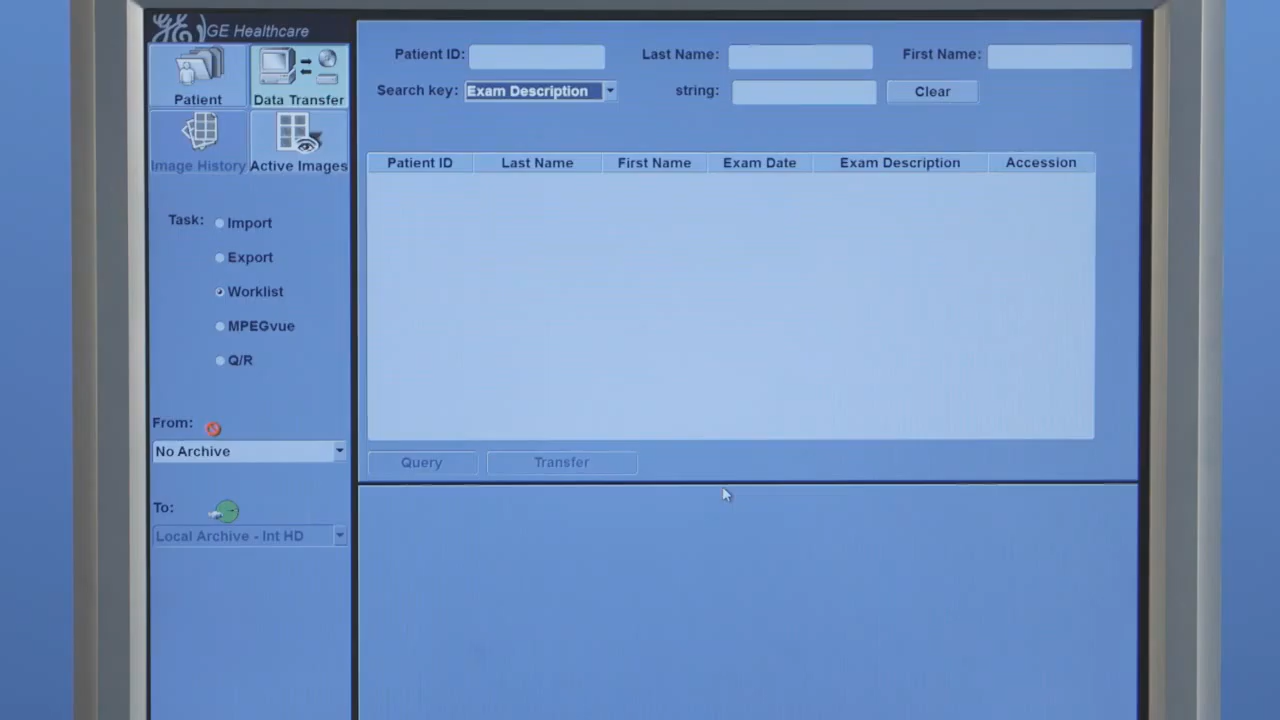 GE Healthcare
Patient
Data Transfer
Image History
Active Images
Task:
Import
Export
Worklist
MPEGvue
Q/R
From:
No Archive
To:
Local Archive - Int HD
Patient ID:
Last Name:
First Name:
Search key:
Exam Description
string:
Clear
Patient ID Last Name First Name Exam Date Exam Description Accession
Query
Transfer